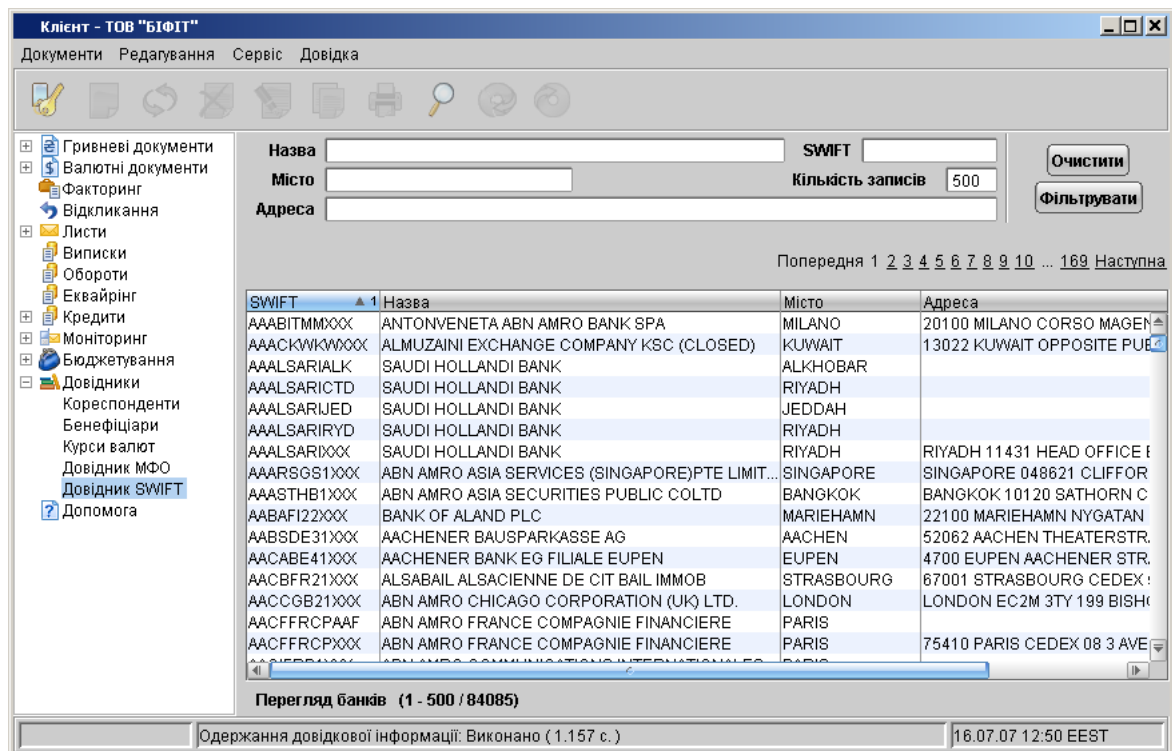 Клієнт - ТОВ "БІФІТ"
Документи Редагування Сервіс Довідка
Гривневі документи
Валютні документи
Факторинг
Відкликання
Листи
Виписки
Обороти
Еквайрінг
Кредити
Моніторинг
Бюджетування
Довідники
Кореспонденти
Бенефіціари
Курси валют
Довідник МФО
Довідник SWIFT
Допомога
Назва SWIFT
Місто Кількість записів 500
Адреса
Очистити
Фільтрувати
Попередня 1 2 3 4 5 6 7 8 9 10 ... 169 Наступна
SWIFT 1 Назва Місто Адреса
AAABITMMXXX ANTONVENETA ABN AMRO BANK SPA MILANO 20100 MILANO CORSO MAGEN
AAACKWKWXXX ALMUZAINI EXCHANGE COMPANY KSC (CLOSED) KUWAIT 13022 KUWAIT OPPOSITE PUB
AAALSARIALK SAUDI HOLLANDI BANK ALKHOBAR
AAALSARICTD SAUDI HOLLANDI BANK RIYADH
AAALSARIJED SAUDI HOLLANDI BANK JEDDAH
AAALSARIRYD SAUDI HOLLANDI BANK RIYADH
AAALSARIXXX SAUDI HOLLANDI BANK RIYADH RIYADH 11431 HEAD OFFICE
AAARSGS1XXX ABN AMRO ASIA SERVICES (SINGAPORE)PTE LIMIT... SINGAPORE SINGAPORE 048621 CLIFFOR
AAASTHB1XXX ABN AMRO ASIA SECURITIES PUBLIC COLTD BANGKOK BANGKOK 10120 SATHORN C
AABAFI22XXX BANK OF ALAND PLC MARIEHAMN 22100 MARIEHAMN NYGATAN
AABSDE31XXX AACHENER BAUSPARKASSE AG AACHEN 52062 AACHEN THEATERSTR.
AACABE41XXX AACHENER BANK EG FILIALE EUPEN EUPEN 4700 EUPEN AACHENER STR.
AACBFR21XXX ALSABAIL ALSACIENNE DE CIT BAIL IMMOB STRASBOURG 67001 STRASBOURG CEDEX
AACCGB21XXX ABN AMRO CHICAGO CORPORATION (UK) LTD. LONDON LONDON EC2M 3TY 199 BISH
AACFFRCPAAF ABN AMRO FRANCE COMPAGNIE FINANCIERE PARIS
AACFFRCPXXX ABN AMRO FRANCE COMPAGNIE FINANCIERE PARIS 75410 PARIS CEDEX 08 3 AVE
Перегляд банків (1 - 500 / 84085)
Одержання довідкової інформації: Виконано ( 1.157 с. ) 16.07.07 12:50 EEST